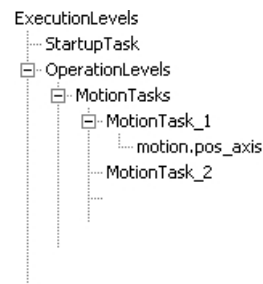 ExecutionLevels
StartupTask
OperationLevels
MotionTasks
MotionTask_1
motion.pos_axis
MotionTask_2